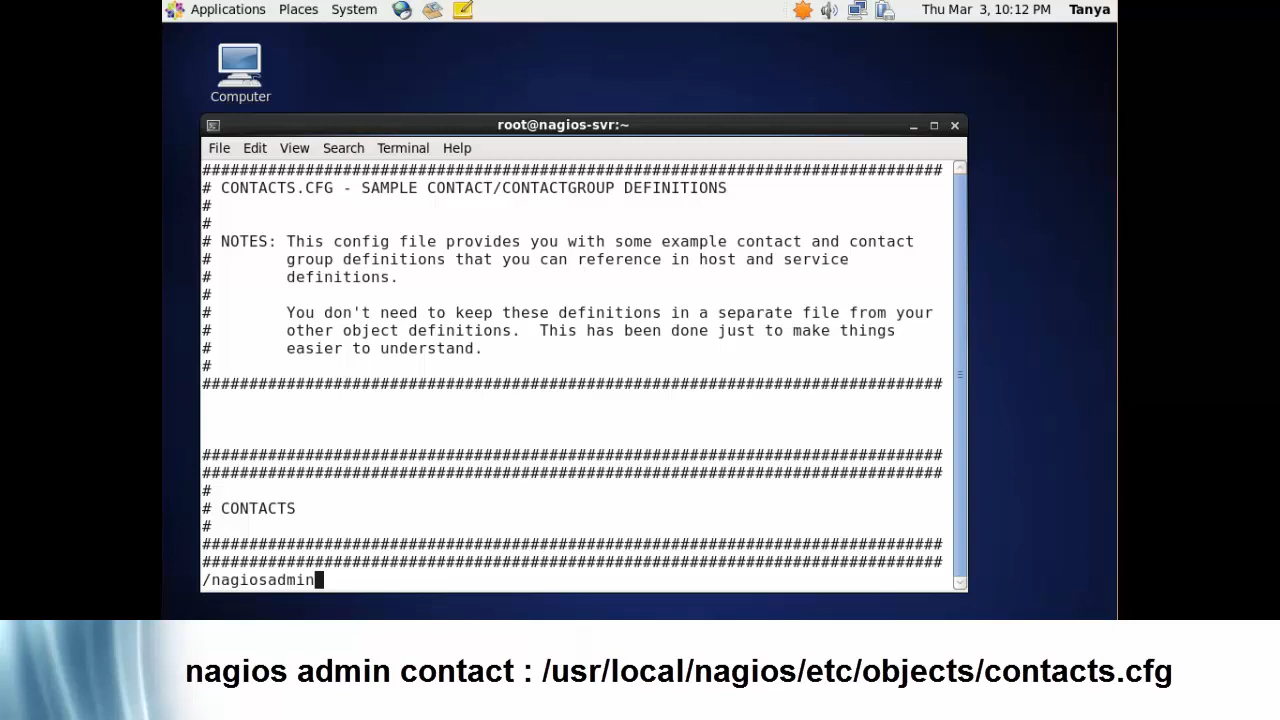 Applications Places System Thu Mar 3, 10:12 PM Tanya
Computer
root@nagios-svr:~
File Edit View Search Terminal Help
###############################################################################
# CONTACTS.CFG - SAMPLE CONTACT/CONTACTGROUP DEFINITIONS
#
#
# NOTES: This config file provides you with some example contact and contact
#        group definitions that you can reference in host and service
#        definitions.
#
#        You don't need to keep these definitions in a separate file from your
#        other object definitions.  This has been done just to make things
#        easier to understand.
#
###############################################################################
###############################################################################
###############################################################################
#
# CONTACTS
#
###############################################################################
###############################################################################
/nagiosadmin
nagios admin contact : /usr/local/nagios/etc/objects/contacts.cfg